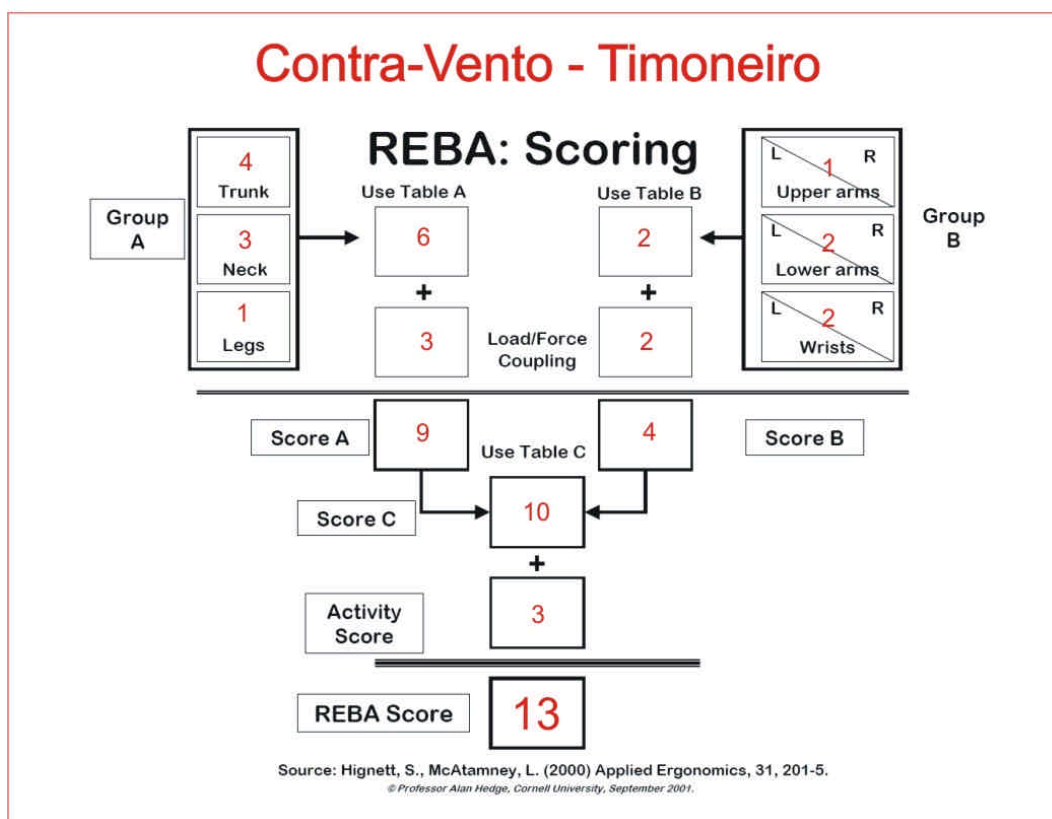 Contra-Vento - Timoneiro
REBA: Scoring
Group
A
4
Trunk
3
Neck
1
Legs
Use Table A
6
+
3
Use Table B
2
+
2
Load/Force
Coupling
L 1 R
Upper arms
L 2 R
Lower arms
L 2 R
Wrists
Group
B
Score A
9
Use Table C
4
Score B
Score C
10
+
Activity
Score
3
REBA Score
13
Source: Hignett, S., McAtamney, L. (2000) Applied Ergonomics, 31, 201-5.
© Professor Alan Hedge, Cornell University, September 2001.